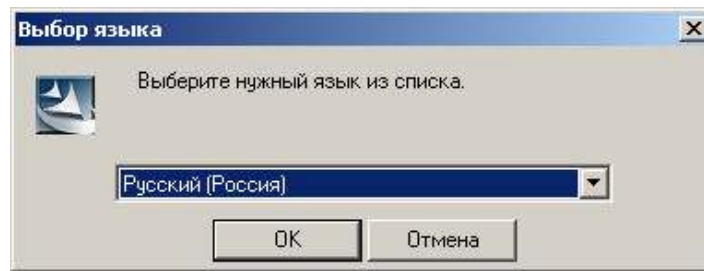 Выбор языка
Выберите нужный язык из списка.
Русский (Россия)
OK Отмена